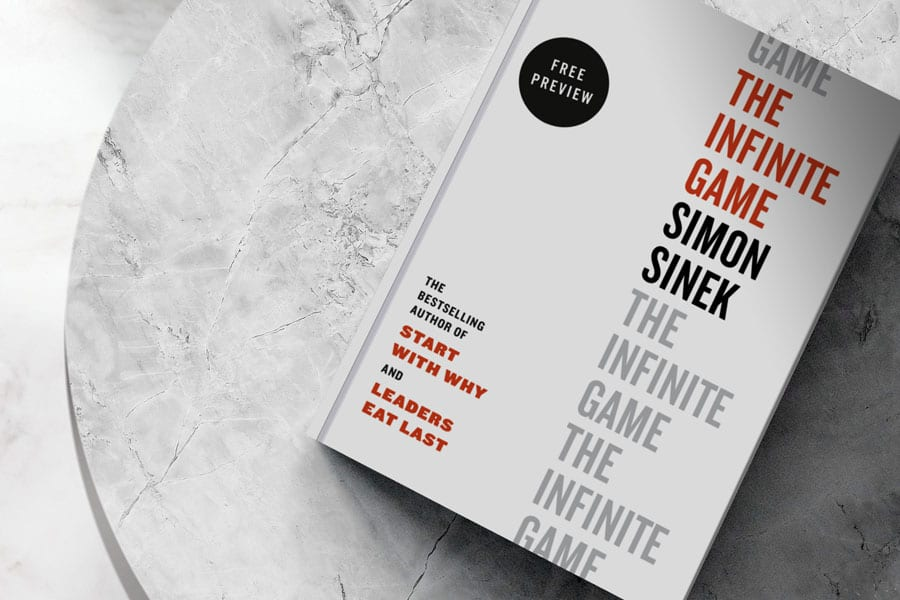 FREE
PREVIEW
GAME
THE
INFINITE
GAME
SIMON
SINEK
THE
INFINITE
GAME
THE
INFINITE
GAME
THE
BESTSELLING
AUTHOR OF
START
WITH WHY
AND
LEADERS
EAT LAST